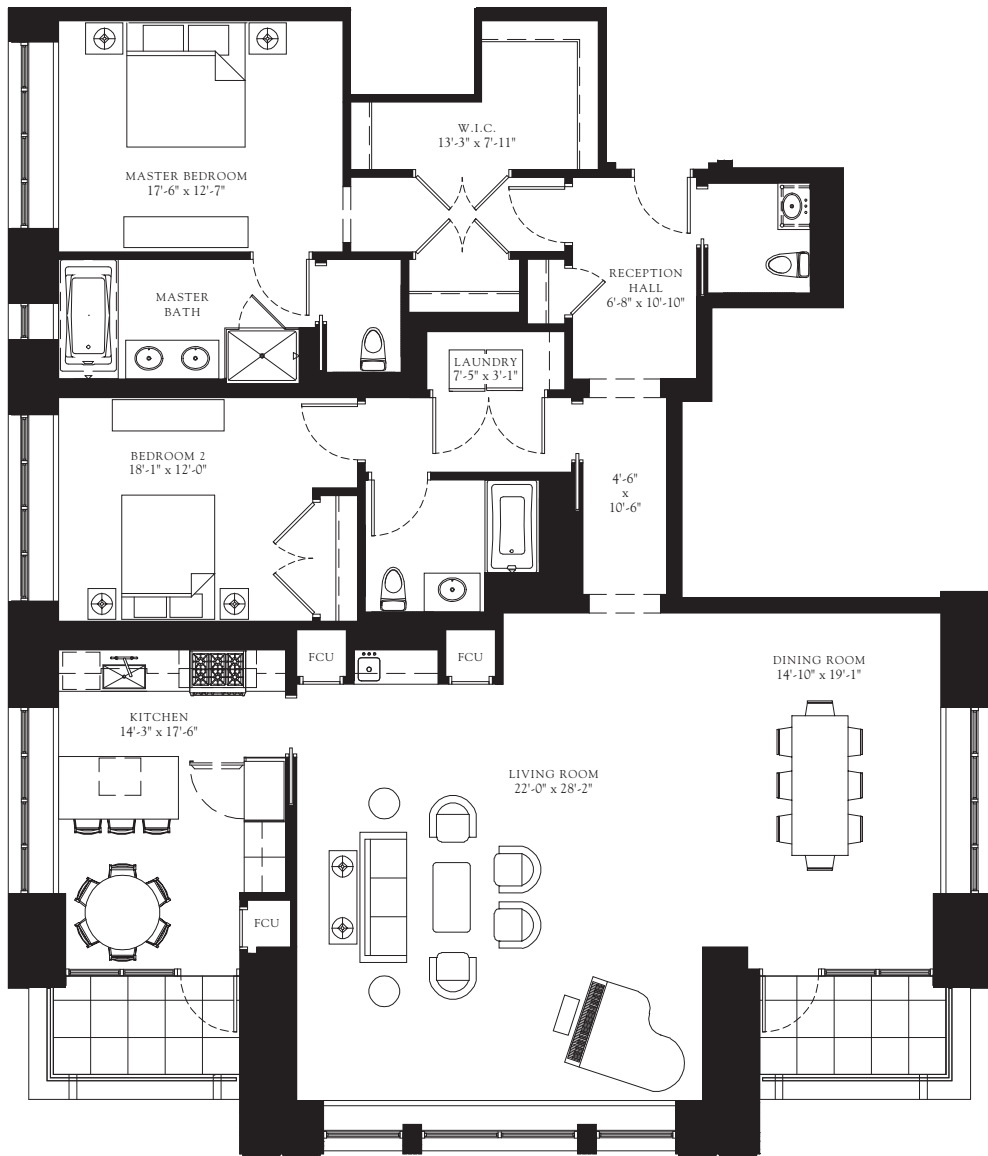 W.I.C.
13'-3" x 7'-11"
MASTER BEDROOM
17'-6" x 12'-7"
RECEPTION
HALL
6'-8" x 10'-10"
MASTER
BATH
LAUNDRY
7'-5" x 3'-1"
BEDROOM 2
18'-1" x 12'-0"
4'-6"
x
10'-6"
FCU
FCU
DINING ROOM
14'-10" x 19'-1"
KITCHEN
14'-3" x 17'-6"
LIVING ROOM
22'-0" x 28'-2"
FCU